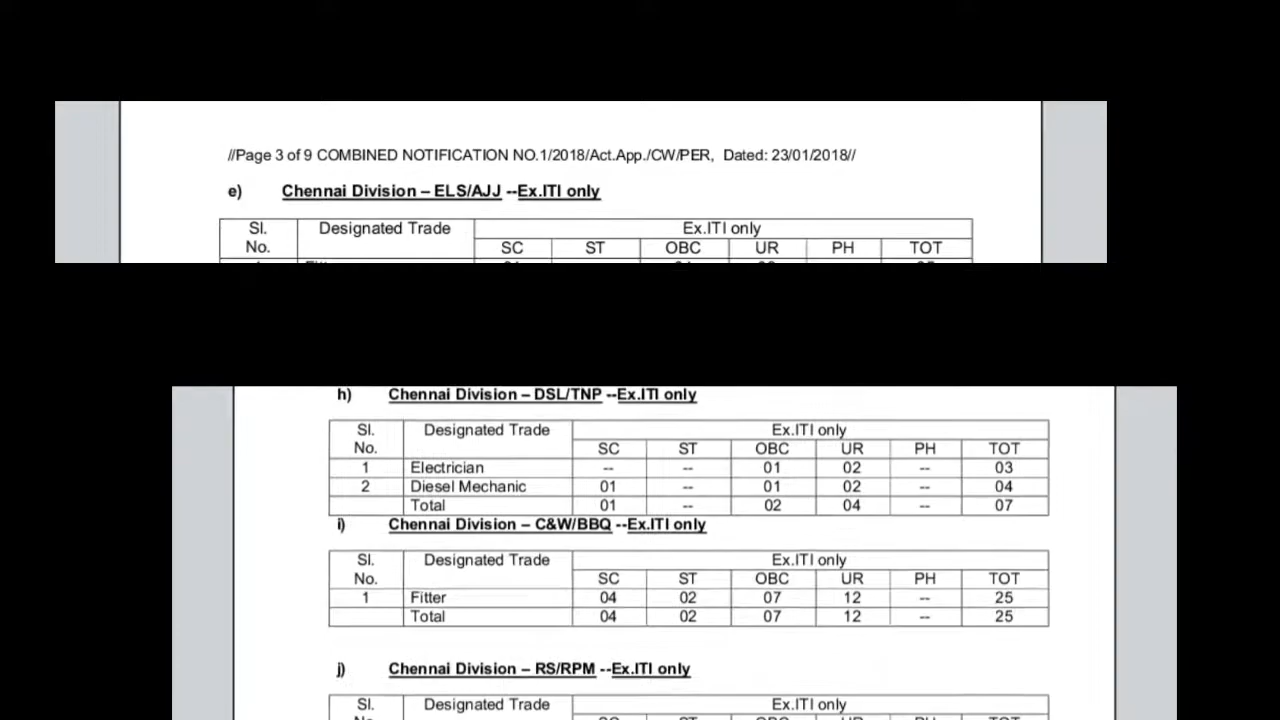 //Page 3 of 9 COMBINED NOTIFICATION NO.1/2018/Act.App./CW/PER, Dated: 23/01/2018//
e) Chennai Division – ELS/AJJ --Ex.ITI only
Sl. Designated Trade Ex.ITI only
No. SC ST OBC UR PH TOT
h) Chennai Division – DSL/TNP --Ex.ITI only
Sl. Designated Trade Ex.ITI only
No. SC ST OBC UR PH TOT
1 Electrician -- -- 01 02 -- 03
2 Diesel Mechanic 01 -- 01 02 -- 04
Total 01 -- 02 04 -- 07
i) Chennai Division – C&W/BBQ --Ex.ITI only
Sl. Designated Trade Ex.ITI only
No. SC ST OBC UR PH TOT
1 Fitter 04 02 07 12 -- 25
Total 04 02 07 12 -- 25
j) Chennai Division – RS/RPM --Ex.ITI only
Sl. Designated Trade Ex.ITI only